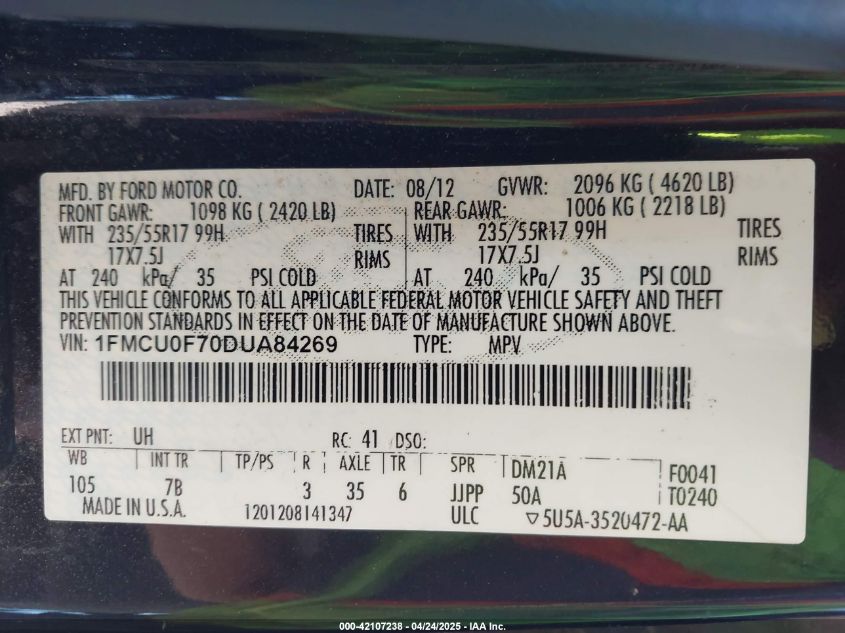 MFD. BY FORD MOTOR CO. DATE: 08/12 GVWR: 2096 KG ( 4620 LB)
FRONT GAWR: 1098 KG ( 2420 LB) REAR GAWR: 1006 KG ( 2218 LB)
WITH 235/55R17 99H TIRES WITH 235/55R17 99H TIRES
17X7.5J RIMS 17X7.5J RIMS
AT 240 kPa/ 35 PSI COLD AT 240 kPa/ 35 PSI COLD
THIS VEHICLE CONFORMS TO ALL APPLICABLE FEDERAL MOTOR VEHICLE SAFETY AND THEFT
PREVENTION STANDARDS IN EFFECT ON THE DATE OF MANUFACTURE SHOWN ABOVE.
VIN: 1FMCU0F70DUA84269 TYPE: MPV
EXT PNT: UH RC: 41 DSO:
WB INT TR TP/PS R AXLE TR SPR DM21A F0041
105 7B 3 35 6 JJPP 50A T0240
MADE IN U.S.A. 1201208141347 ULC ▽5U5A-3520472-AA
000-42107238 - 04/24/2025 - IAA Inc.